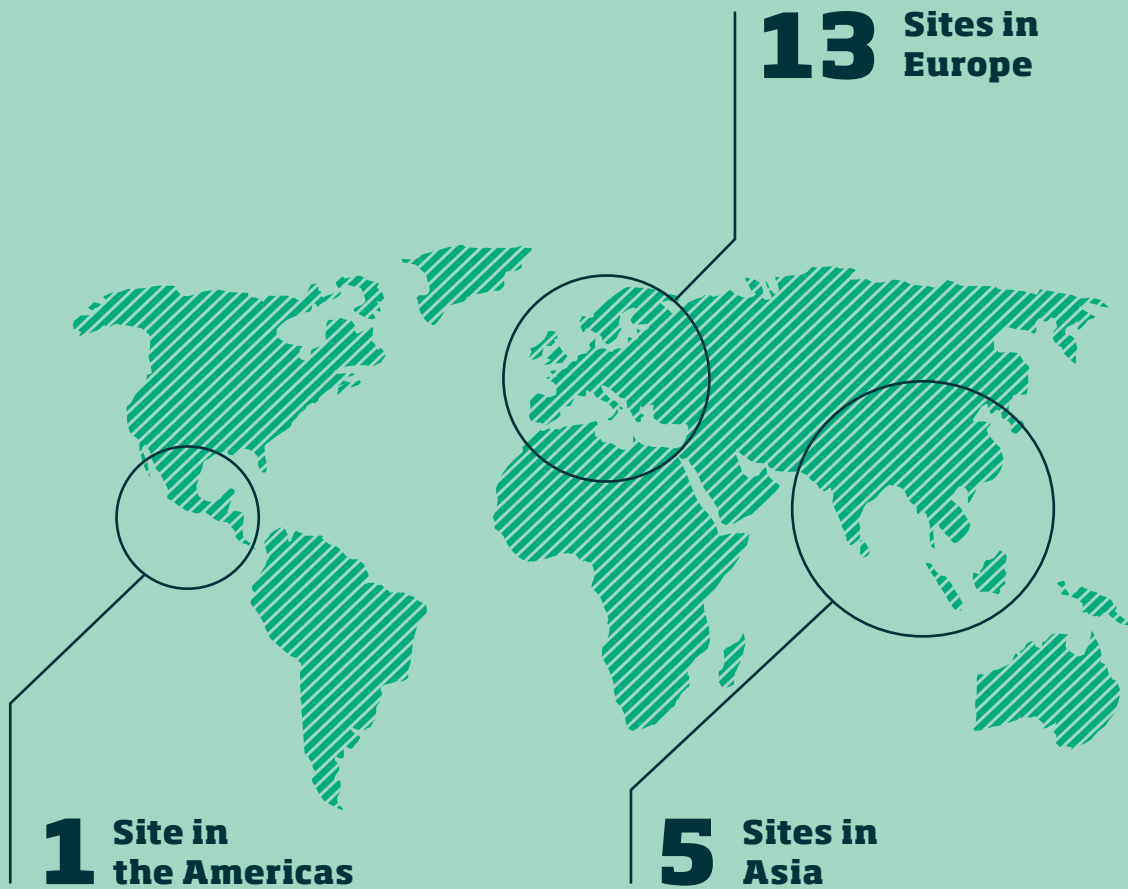 13 Sites in
Europe
1 Site in
the Americas
5 Sites in
Asia